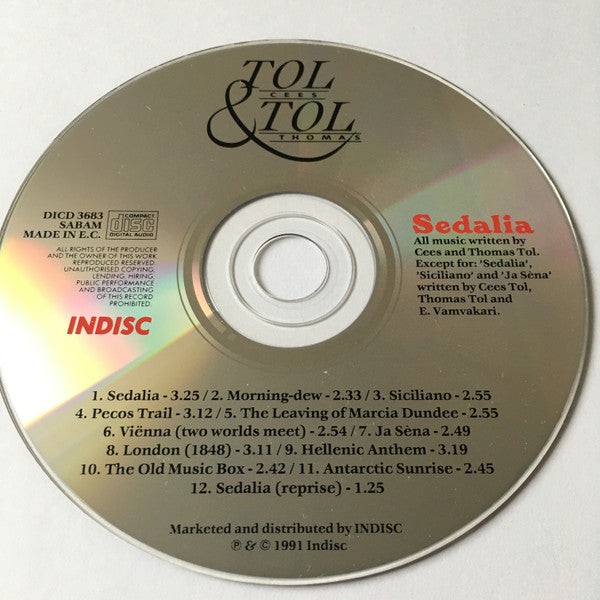 TOL
CEES
& TOL
THOMAS
DICD 3683
SABAM
MADE IN E.C.
COMPACT
disc
DIGITAL AUDIO
ALL RIGHTS OF THE PRODUCER
AND THE OWNER OF THIS WORK
REPRODUCED RESERVED.
UNAUTHORISED COPYING,
LENDING, HIRING,
PUBLIC PERFORMANCE
AND BROADCASTING
OF THIS RECORD
PROHIBITED.
INDISC
Sedalia
All music written by
Cees and Thomas Tol.
Except for: 'Sedalia',
'Siciliano' and 'Ja Sèna'
written by Cees Tol,
Thomas Tol and
E. Vamvakari.
1. Sedalia - 3.25 / 2. Morning-dew - 2.33 / 3. Siciliano - 2.55
4. Pecos Trail - 3.12 / 5. The Leaving of Marcia Dundee - 2.55
6. Viënna (two worlds meet) - 2.54 / 7. Ja Sèna - 2.49
8. London (1848) - 3.11 / 9. Hellenic Anthem - 3.19
10. The Old Music Box - 2.42 / 11. Antarctic Sunrise - 2.45
12. Sedalia (reprise) - 1.25
Marketed and distributed by INDISC
℗ & © 1991 Indisc